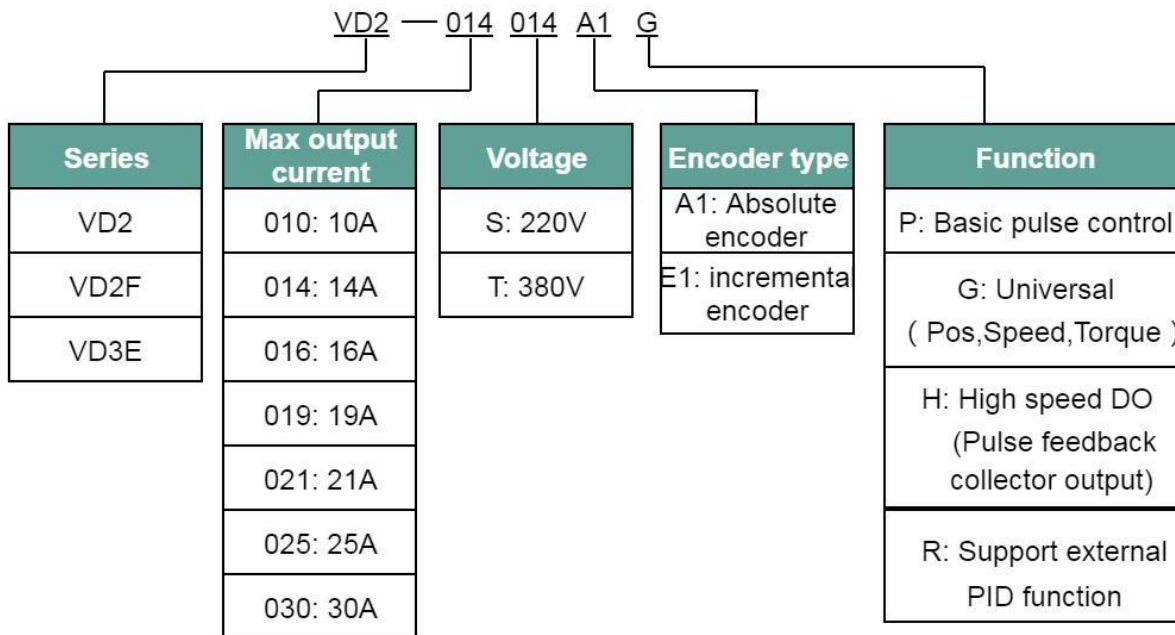 VD2 — 014 014 A1 G
Series
VD2
VD2F
VD3E
Max output
current
010: 10A
014: 14A
016: 16A
019: 19A
021: 21A
025: 25A
030: 30A
Voltage
S: 220V
T: 380V
Encoder type
A1: Absolute
encoder
E1: incremental
encoder
Function
P: Basic pulse control
G: Universal
( Pos,Speed,Torque )
H: High speed DO
(Pulse feedback
collector output)
R: Support external
PID function